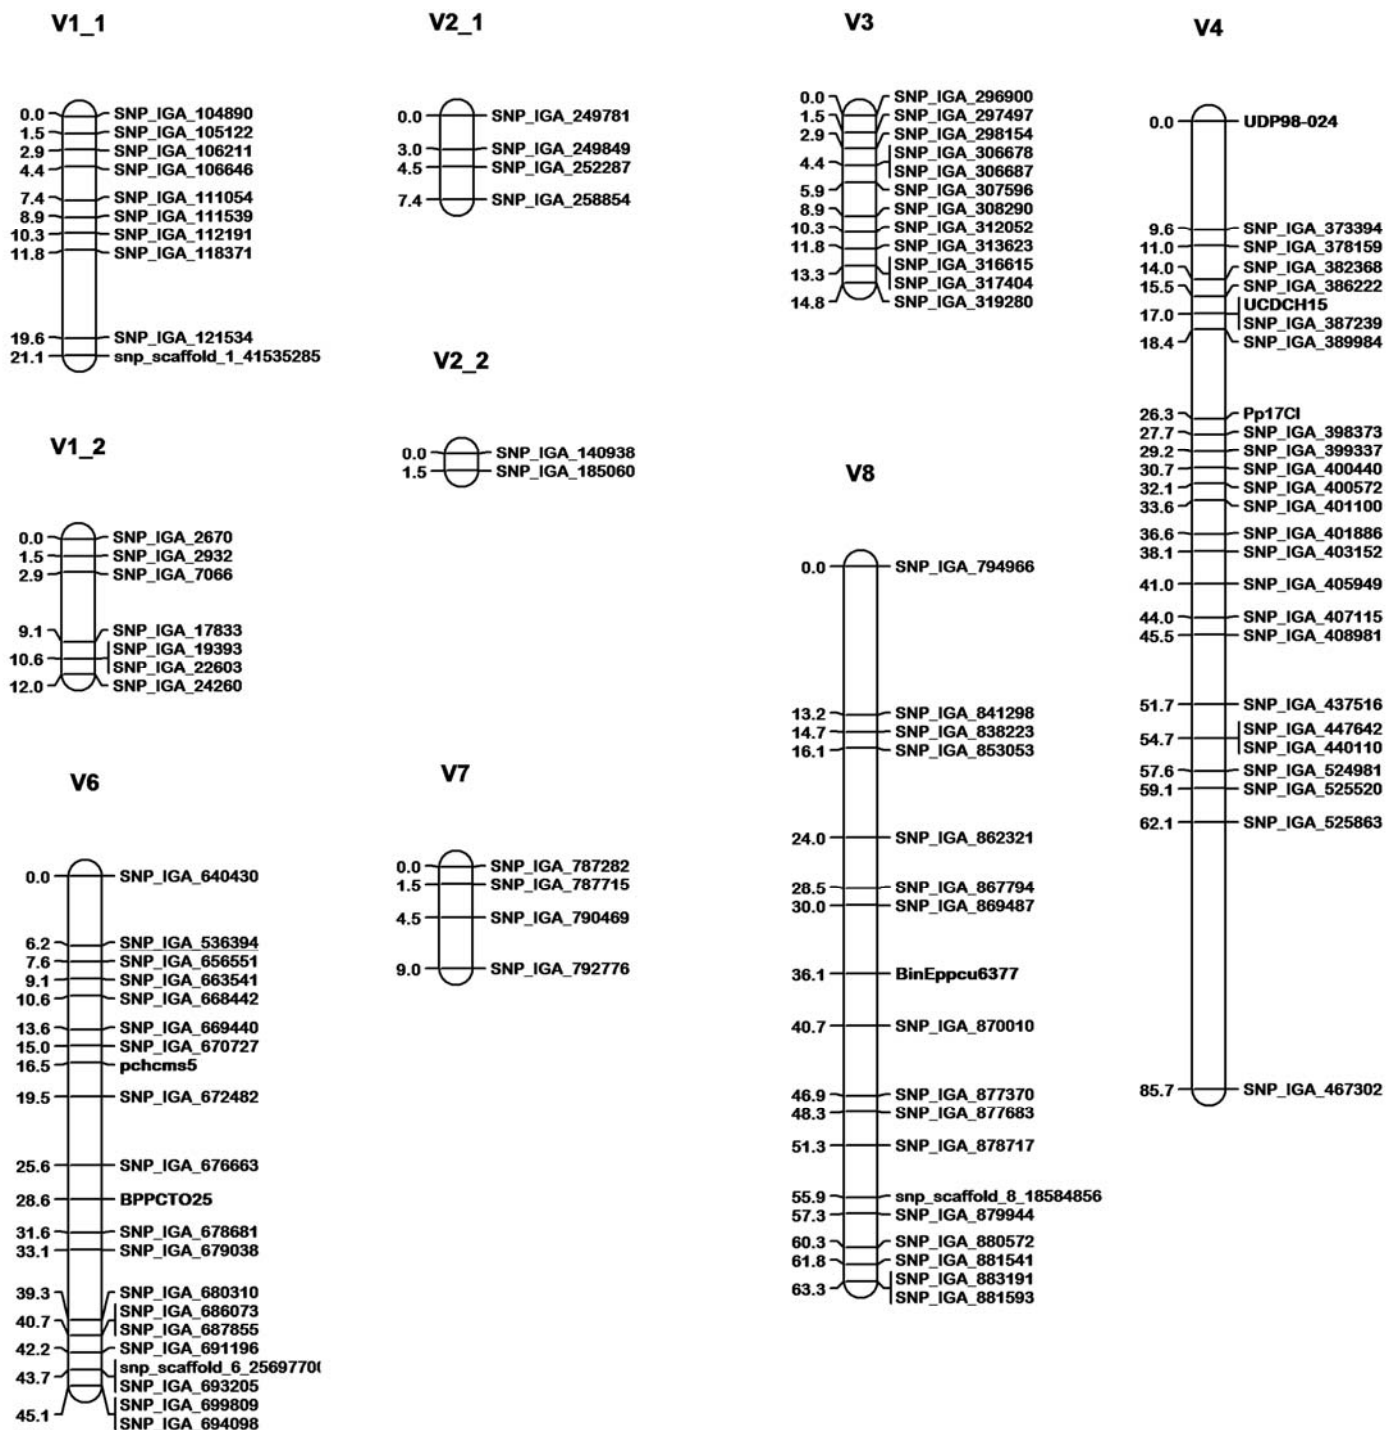 V1_1
0.0 SNP_IGA_104890
1.5 SNP_IGA_105122
2.9 SNP_IGA_106211
4.4 SNP_IGA_106646
7.4 SNP_IGA_111054
8.9 SNP_IGA_111539
10.3 SNP_IGA_112191
11.8 SNP_IGA_118371
19.6 SNP_IGA_121534
21.1 snp_scaffold_1_41535285
V1_2
0.0 SNP_IGA_2670
1.5 SNP_IGA_2932
2.9 SNP_IGA_7066
9.1 SNP_IGA_17833
10.6 SNP_IGA_19393
SNP_IGA_22603
12.0 SNP_IGA_24260
V2_1
0.0 SNP_IGA_249781
3.0 SNP_IGA_249849
4.5 SNP_IGA_252287
7.4 SNP_IGA_258854
V2_2
0.0 SNP_IGA_140938
1.5 SNP_IGA_185060
V3
0.0 SNP_IGA_296900
1.5 SNP_IGA_297497
2.9 SNP_IGA_298154
4.4 SNP_IGA_306678
SNP_IGA_306687
5.9 SNP_IGA_307596
8.9 SNP_IGA_308290
10.3 SNP_IGA_312052
11.8 SNP_IGA_313623
13.3 SNP_IGA_316615
SNP_IGA_317404
14.8 SNP_IGA_319280
V4
0.0 UDP98-024
9.6 SNP_IGA_373394
11.0 SNP_IGA_378159
14.0 SNP_IGA_382368
15.5 SNP_IGA_386222
17.0 UCDCH15
SNP_IGA_387239
18.4 SNP_IGA_389984
26.3 Pp17Cl
27.7 SNP_IGA_398373
29.2 SNP_IGA_399337
30.7 SNP_IGA_400440
32.1 SNP_IGA_400572
33.6 SNP_IGA_401100
36.6 SNP_IGA_401886
38.1 SNP_IGA_403152
41.0 SNP_IGA_405949
44.0 SNP_IGA_407115
45.5 SNP_IGA_408981
51.7 SNP_IGA_437516
54.7 SNP_IGA_447642
SNP_IGA_440110
57.6 SNP_IGA_524981
59.1 SNP_IGA_525520
62.1 SNP_IGA_525863
85.7 SNP_IGA_467302
V6
0.0 SNP_IGA_640430
6.2 SNP_IGA_536394
7.6 SNP_IGA_656551
9.1 SNP_IGA_663541
10.6 SNP_IGA_668442
13.6 SNP_IGA_669440
15.0 SNP_IGA_670727
16.5 pchcms5
19.5 SNP_IGA_672482
25.6 SNP_IGA_676663
28.6 BPPCTO25
31.6 SNP_IGA_678681
33.1 SNP_IGA_679038
39.3 SNP_IGA_680310
40.7 SNP_IGA_686073
SNP_IGA_687855
42.2 SNP_IGA_691196
43.7 snp_scaffold_6_2569770
SNP_IGA_693205
45.1 SNP_IGA_699809
SNP_IGA_694098
V7
0.0 SNP_IGA_787282
1.5 SNP_IGA_787715
4.5 SNP_IGA_790469
9.0 SNP_IGA_792776
V8
0.0 SNP_IGA_794966
13.2 SNP_IGA_841298
14.7 SNP_IGA_838223
16.1 SNP_IGA_853053
24.0 SNP_IGA_862321
28.5 SNP_IGA_867794
30.0 SNP_IGA_869487
36.1 BinEppcu6377
40.7 SNP_IGA_870010
46.9 SNP_IGA_877370
48.3 SNP_IGA_877683
51.3 SNP_IGA_878717
55.9 snp_scaffold_8_18584856
57.3 SNP_IGA_879944
60.3 SNP_IGA_880572
61.8 SNP_IGA_881541
63.3 SNP_IGA_883191
SNP_IGA_881593